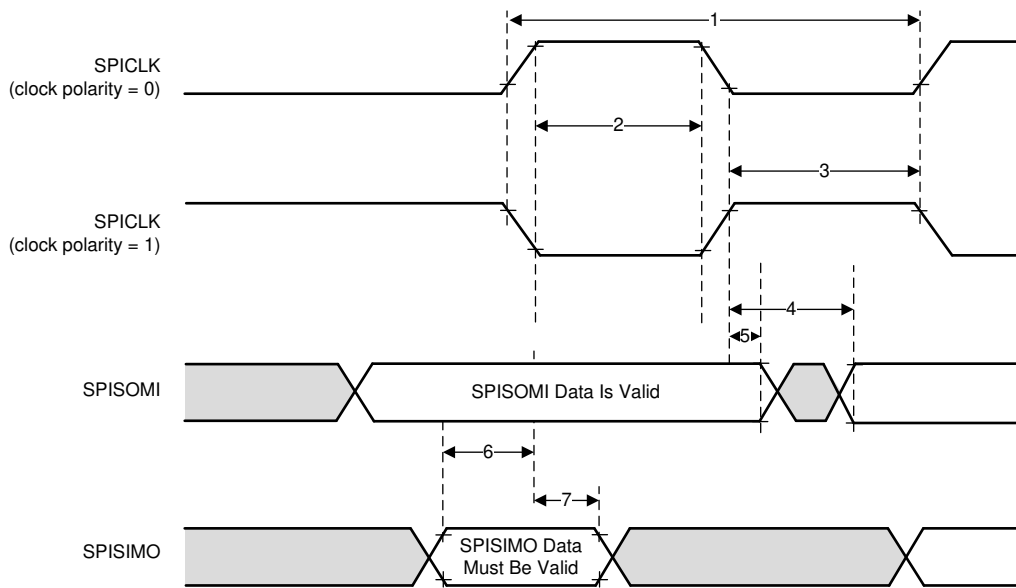 1
SPICLK
(clock polarity = 0)
2
3
SPICLK
(clock polarity = 1)
4
5
SPISOMI
SPISOMI Data Is Valid
6
7
SPISIMO
SPISIMO Data
Must Be Valid